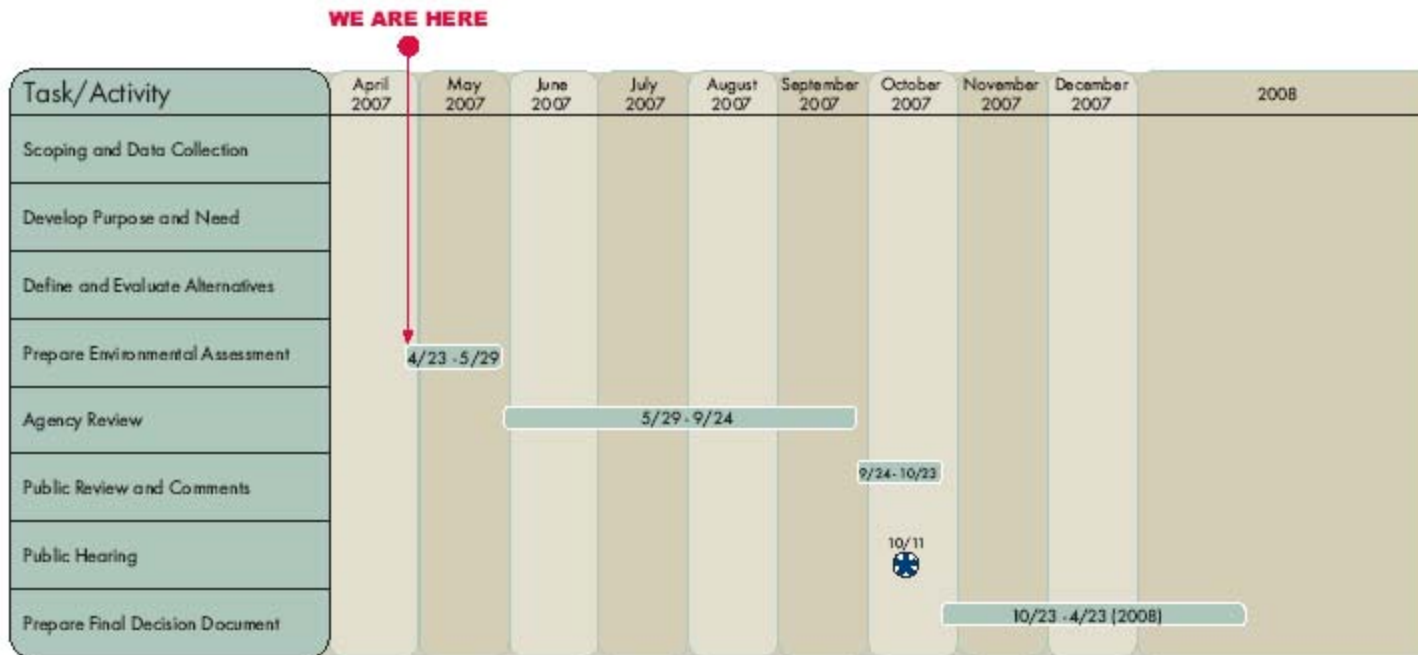 WE ARE HERE
Task/Activity
April
2007
May
2007
June
2007
July
2007
August
2007
September
2007
October
2007
November
2007
December
2007
2008
Scoping and Data Collection
Develop Purpose and Need
Define and Evaluate Alternatives
Prepare Environmental Assessment
4/23 -5/29
Agency Review
5/29-9/24
Public Review and Comments
9/24-10/23
Public Hearing
10/11
Prepare Final Decision Document
10/23 -4/23 (2008)